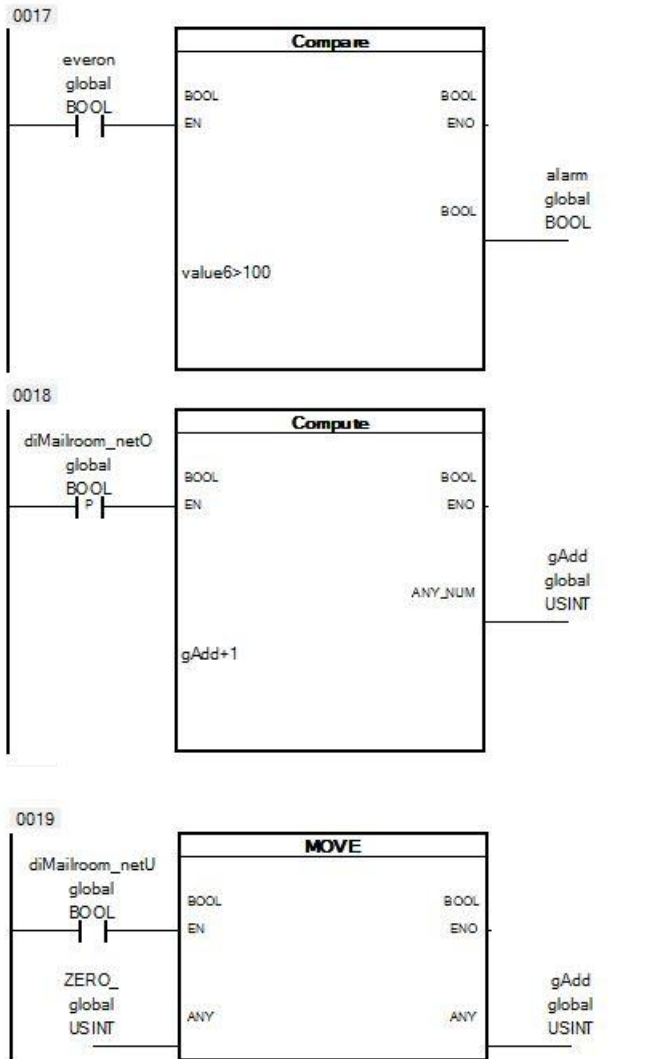 0017
Compare
everon
global
BOOL
BOOL
BOOL
EN
ENO
alarm
global
BOOL
BOOL
value6>100
0018
Compute
diMailroom_netO
global
BOOL
BOOL
BOOL
P
EN
ENO
gAdd
global
USINT
ANY_NUM
gAdd+1
0019
MOVE
diMailroom_netU
global
BOOL
BOOL
BOOL
EN
ENO
ZERO_
global
USINT
ANY
ANY
gAdd
global
USINT